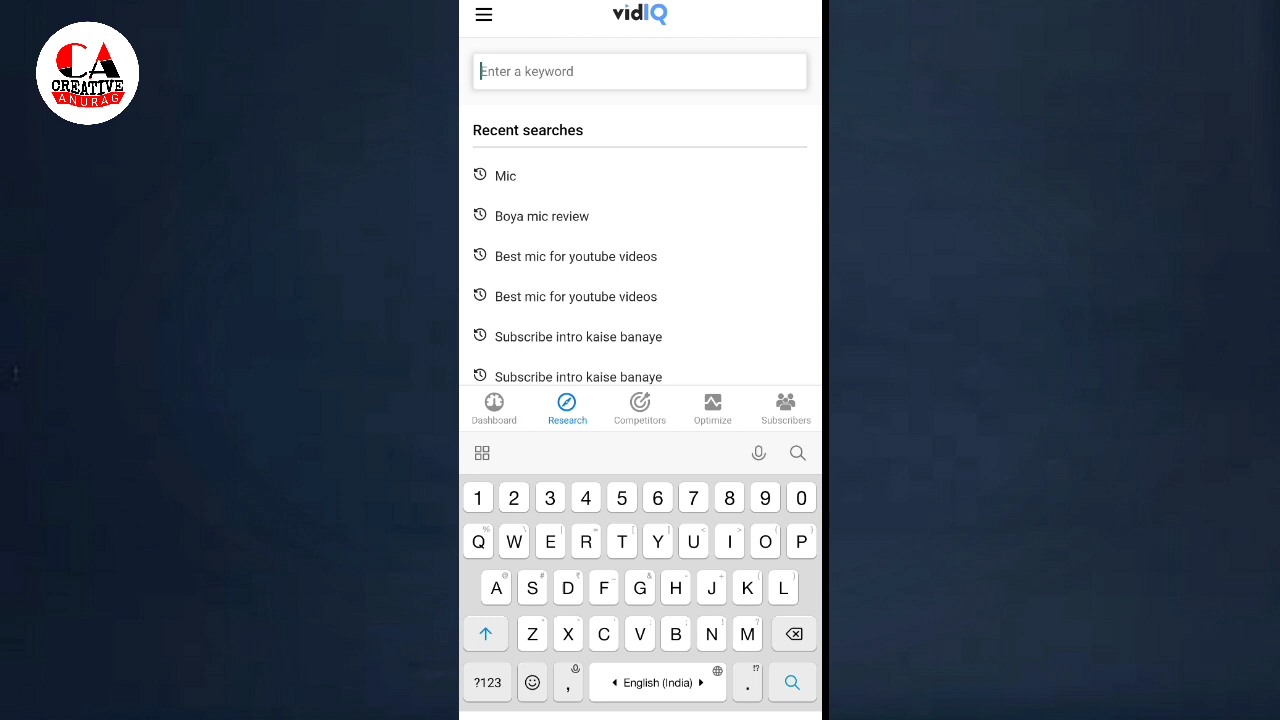 CA
CREATIVE
ANURAG
vidIQ
Enter a keyword
Recent searches
Mic
Boya mic review
Best mic for youtube videos
Best mic for youtube videos
Subscribe intro kaise banaye
Subscribe intro kaise banaye
Dashboard Research Competitors Optimize Subscribers
1 2 3 4 5 6 7 8 9 0
Q W E R T Y U I O P
A S D F G H J K L
Z X C V B N M
?123 , English (India) .